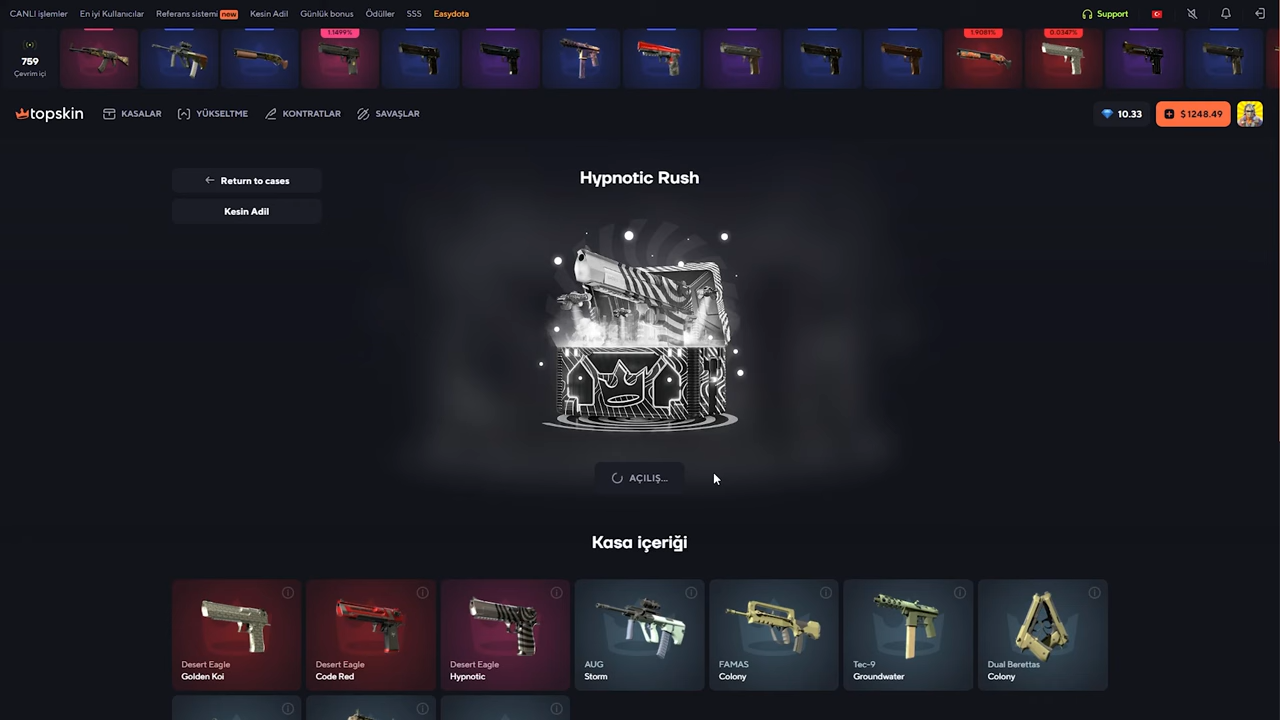 CANLI işlemler En iyi Kullanıcılar Referans sistemi new Kesin Adil Günlük bonus Ödüller SSS Easydota Support
759
Çevrim içi
1.1499% 1.9081% 0.0347%
topskin KASALAR YÜKSELTME KONTRATLAR SAVAŞLAR 10.33 $ 1248.49
Return to cases
Hypnotic Rush
Kesin Adil
AÇILIŞ...
Kasa içeriği
Desert Eagle
Golden Koi
Desert Eagle
Code Red
Desert Eagle
Hypnotic
AUG
Storm
FAMAS
Colony
Tec-9
Groundwater
Dual Berettas
Colony